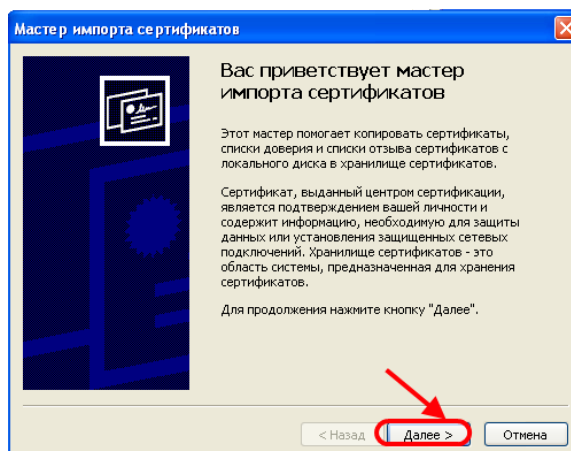 Мастер импорта сертификатов
Вас приветствует мастер
импорта сертификатов
Этот мастер помогает копировать сертификаты,
списки доверия и списки отзыва сертификатов с
локального диска в хранилище сертификатов.
Сертификат, выданный центром сертификации,
является подтверждением вашей личности и
содержит информацию, необходимую для защиты
данных или установления защищенных сетевых
подключений. Хранилище сертификатов - это
область системы, предназначенная для хранения
сертификатов.
Для продолжения нажмите кнопку "Далее".
< Назад Далее > Отмена